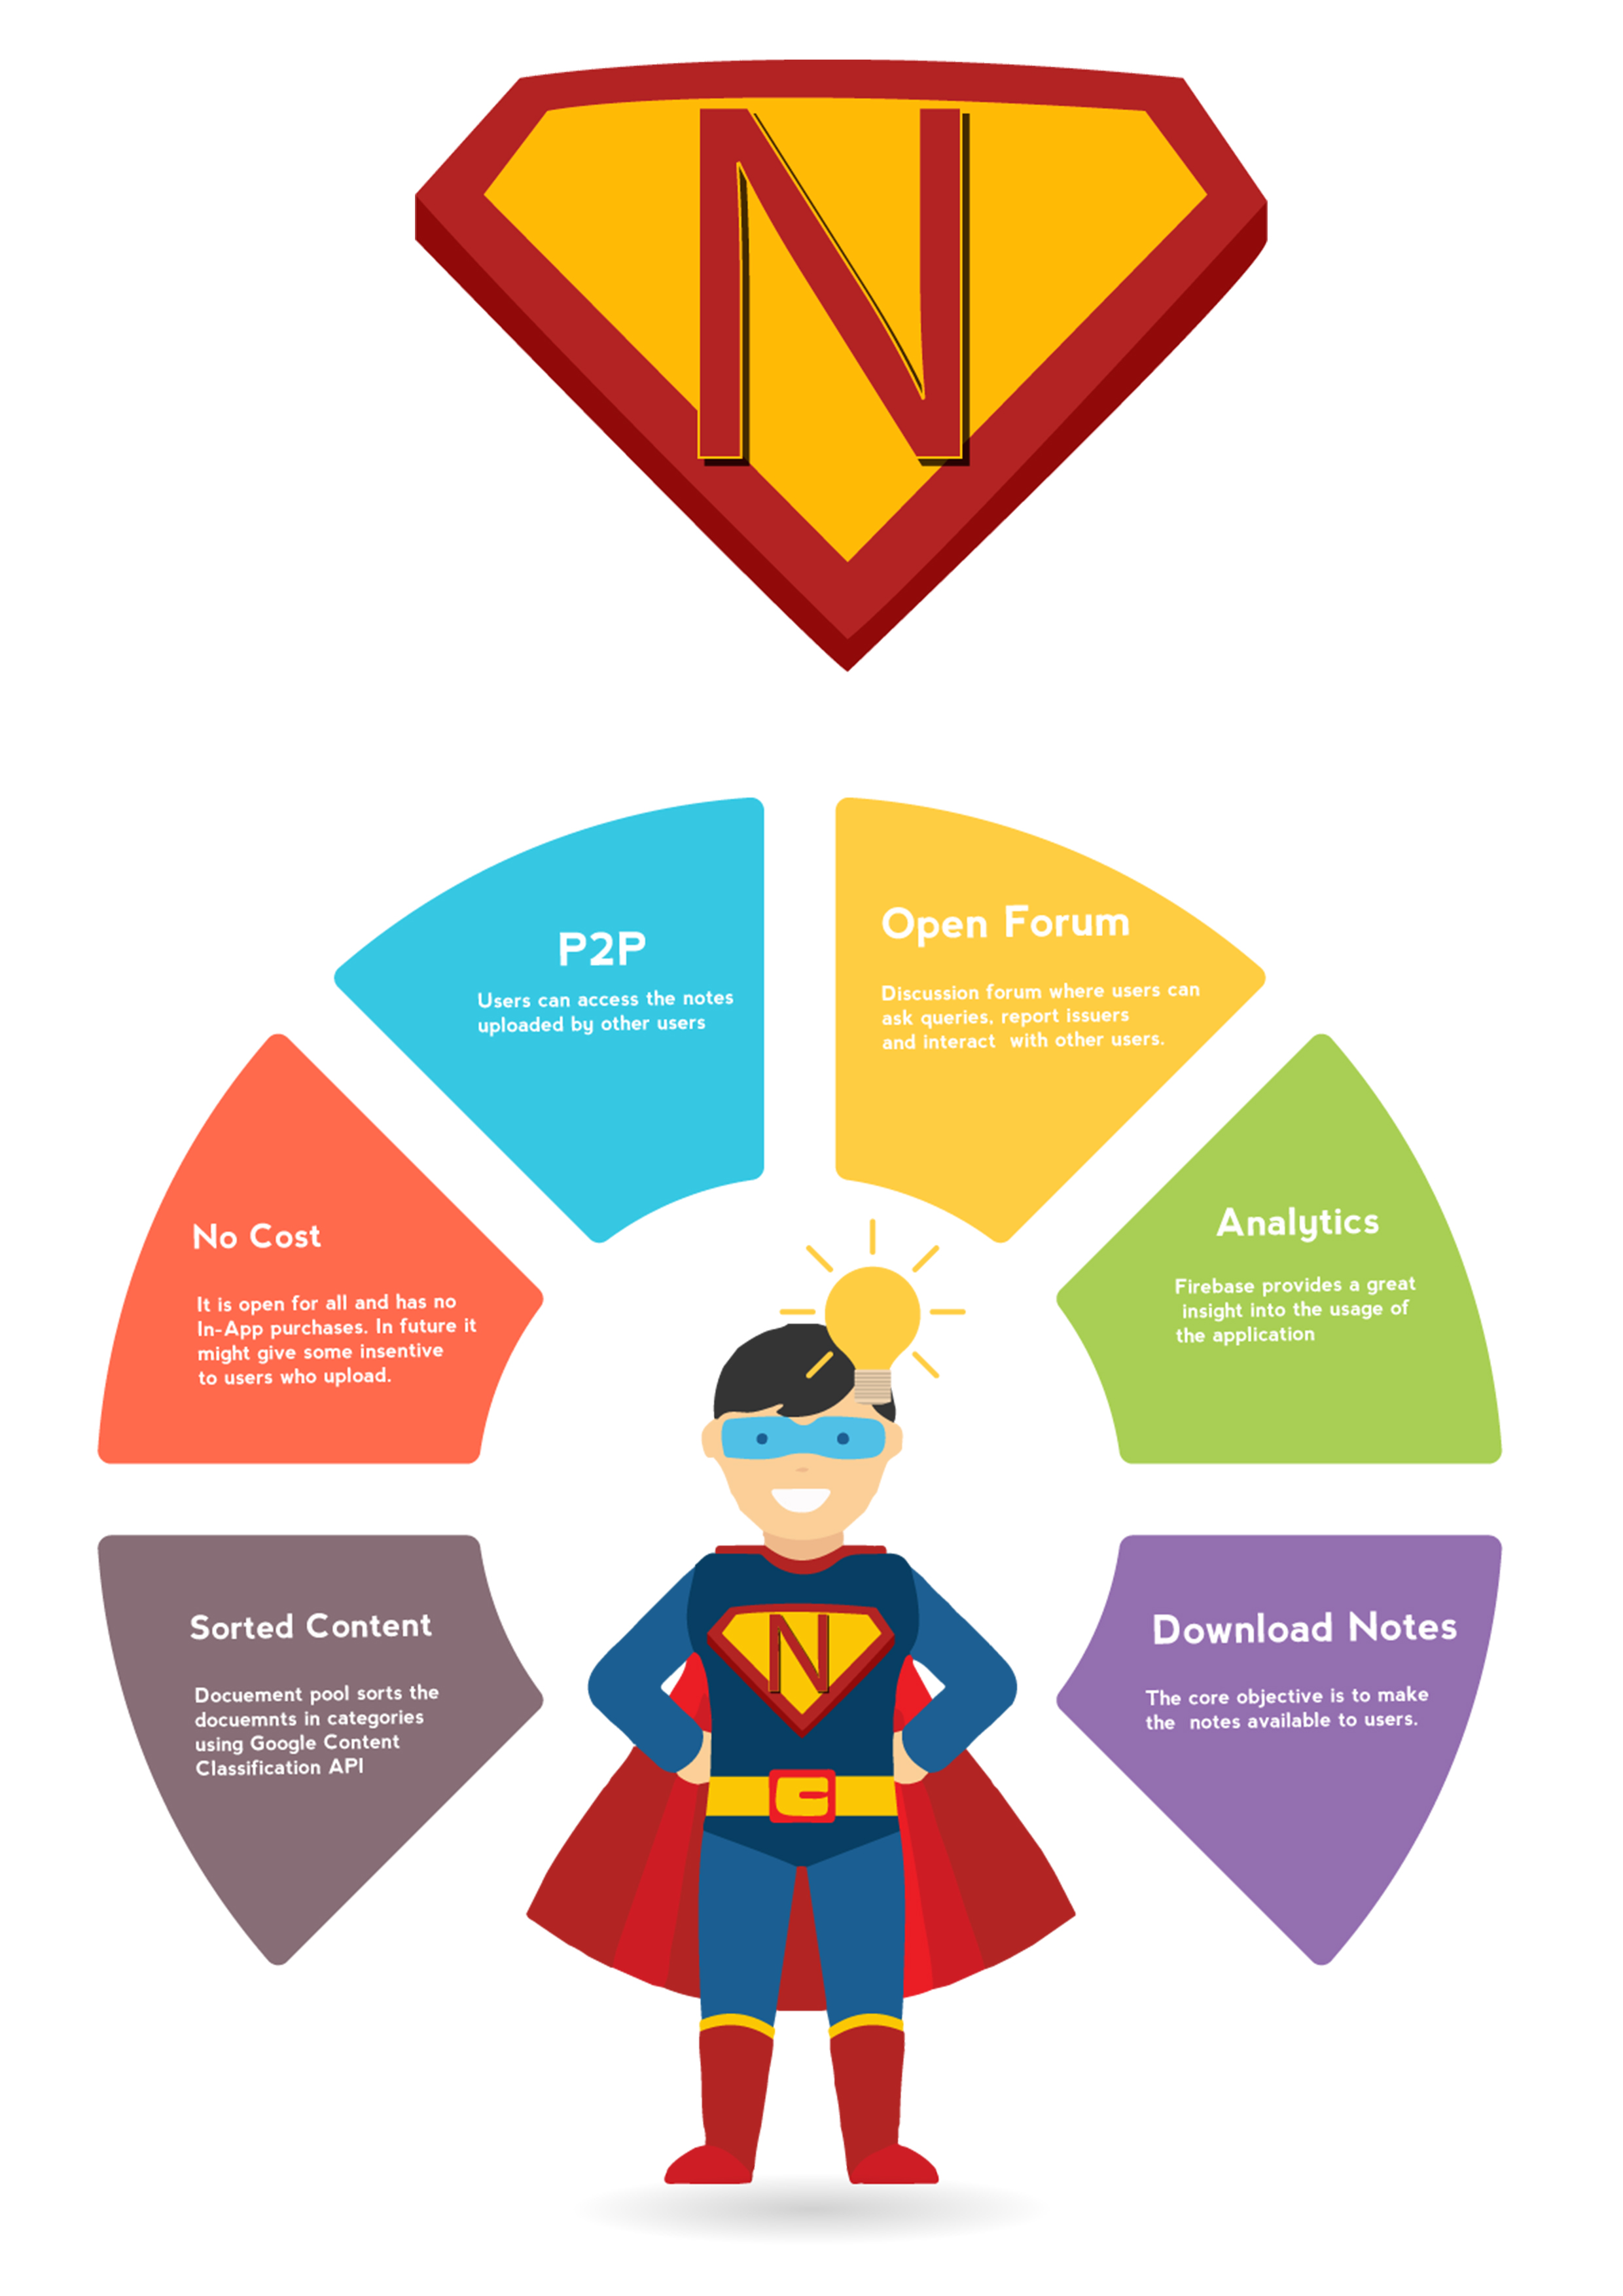 N
P2P
Users can access the notes
uploaded by other users
Open Forum
Discussion forum where users can
ask queries, report issuers
and interact  with other users.
No Cost
It is open for all and has no
In-App purchases. In future it
might give some insentive
to users who upload.
Analytics
Firebase provides a great
insight into the usage of
the application
Sorted Content
Docuement pool sorts the
docuemnts in categories
using Google Content
Classification API
N
Download Notes
The core objective is to make
the  notes available to users.